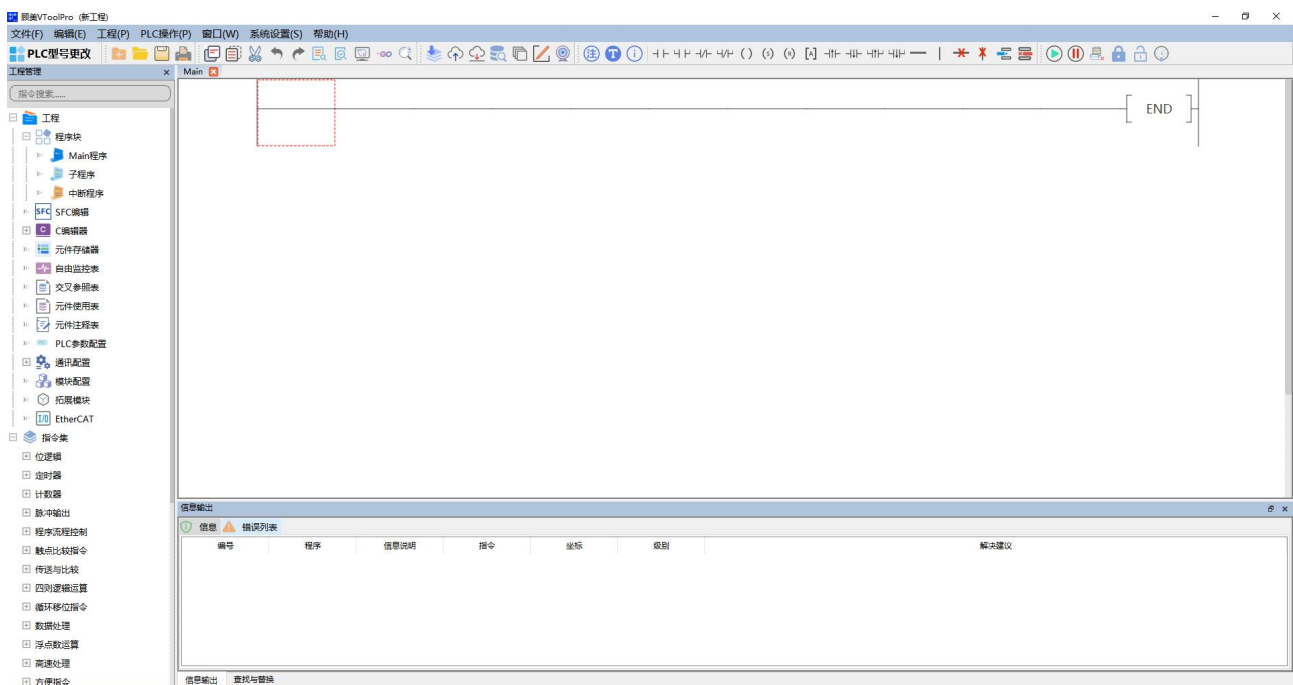 顾美VToolPro (新工程)
文件(F) 编辑(E) 工程(P) PLC操作(P) 窗口(W) 系统设置(S) 帮助(H)
PLC型号更改
工程管理
Main
指令搜索......
END
工程
程序块
Main程序
子程序
中断程序
SFC SFC编辑
C C编辑器
元件存储器
自由监控表
交叉参照表
元件使用表
元件注释表
PLC参数配置
通讯配置
模块配置
拓展模块
I/O EtherCAT
指令集
位逻辑
定时器
计数器
脉冲输出
程序流程控制
触点比较指令
传送与比较
四则逻辑运算
循环移位指令
数据处理
浮点数运算
高速处理
方便指令
信息输出
信息 错误列表
编号 程序 信息说明 指令 坐标 级别 解决建议
信息输出 查找与替换